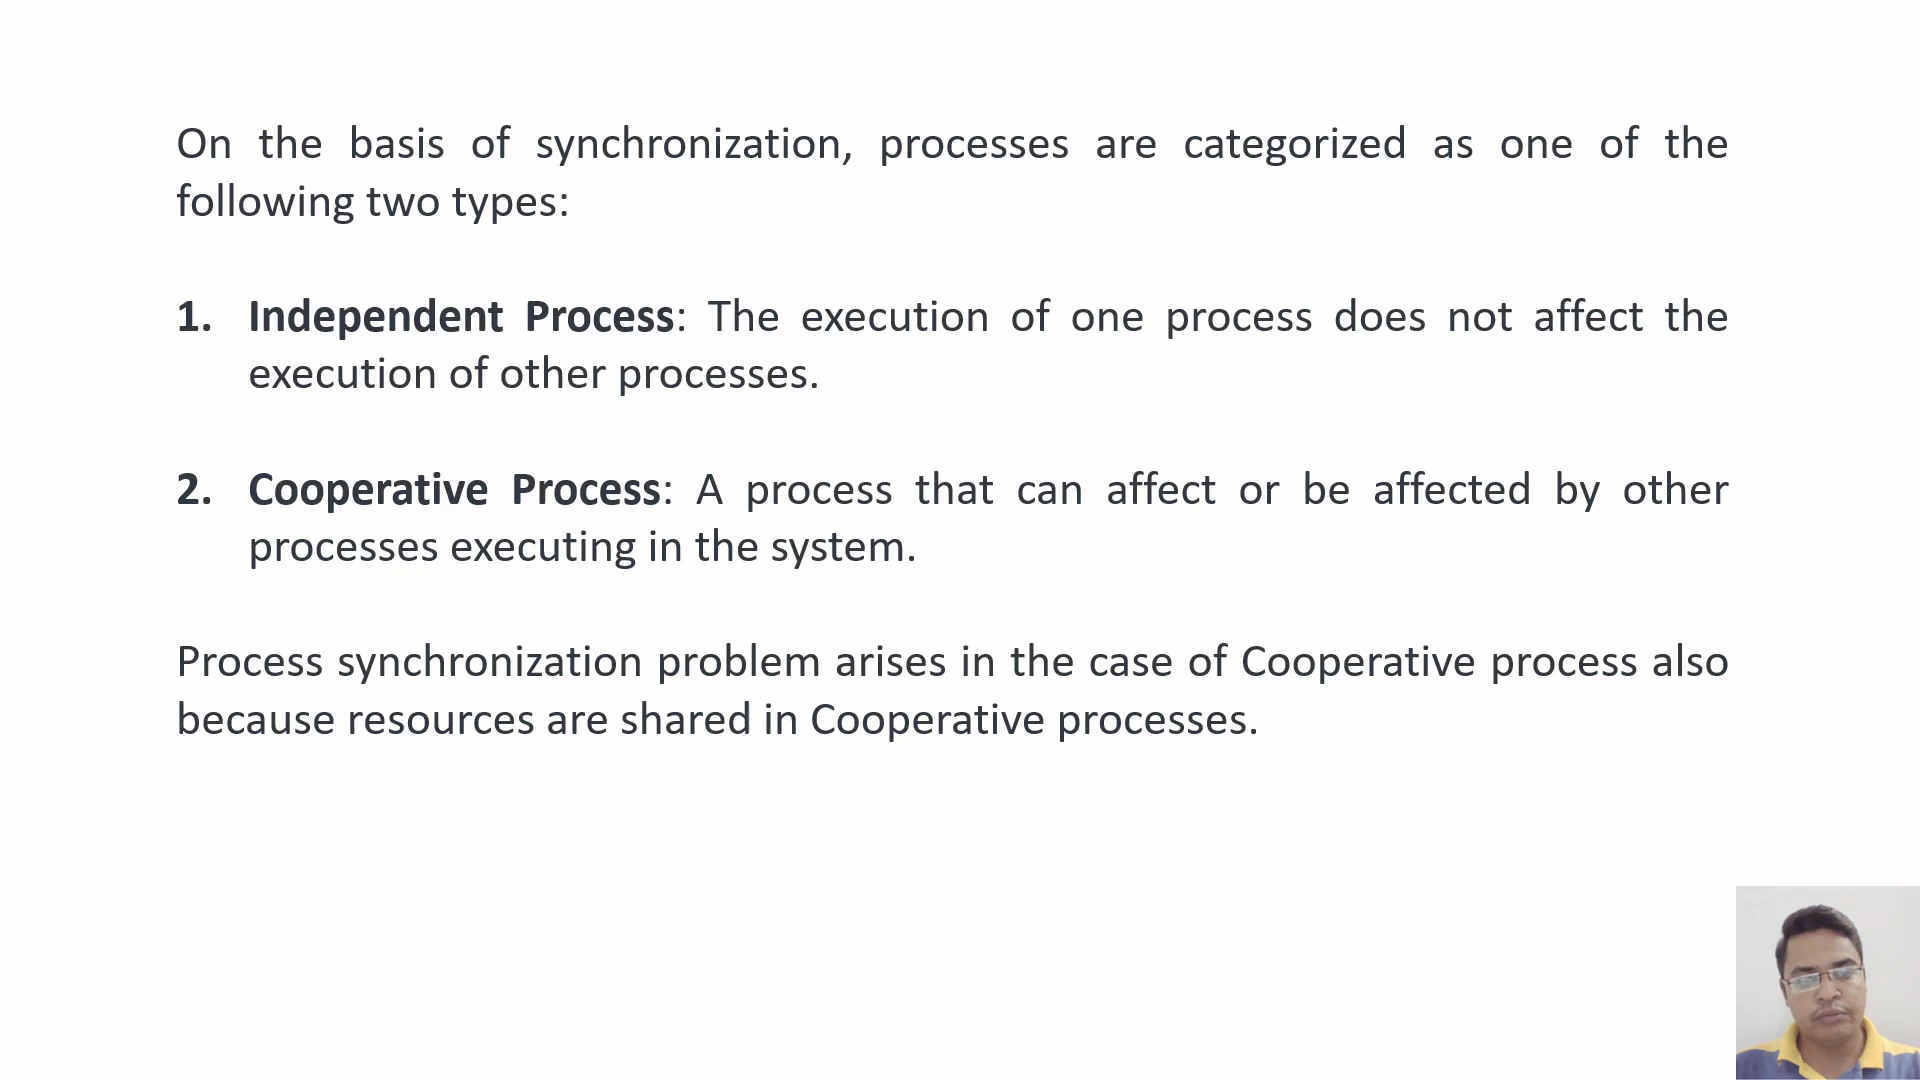 On the basis of synchronization, processes are categorized as one of the
following two types:
1. Independent Process: The execution of one process does not affect the
execution of other processes.
2. Cooperative Process: A process that can affect or be affected by other
processes executing in the system.
Process synchronization problem arises in the case of Cooperative process also
because resources are shared in Cooperative processes.